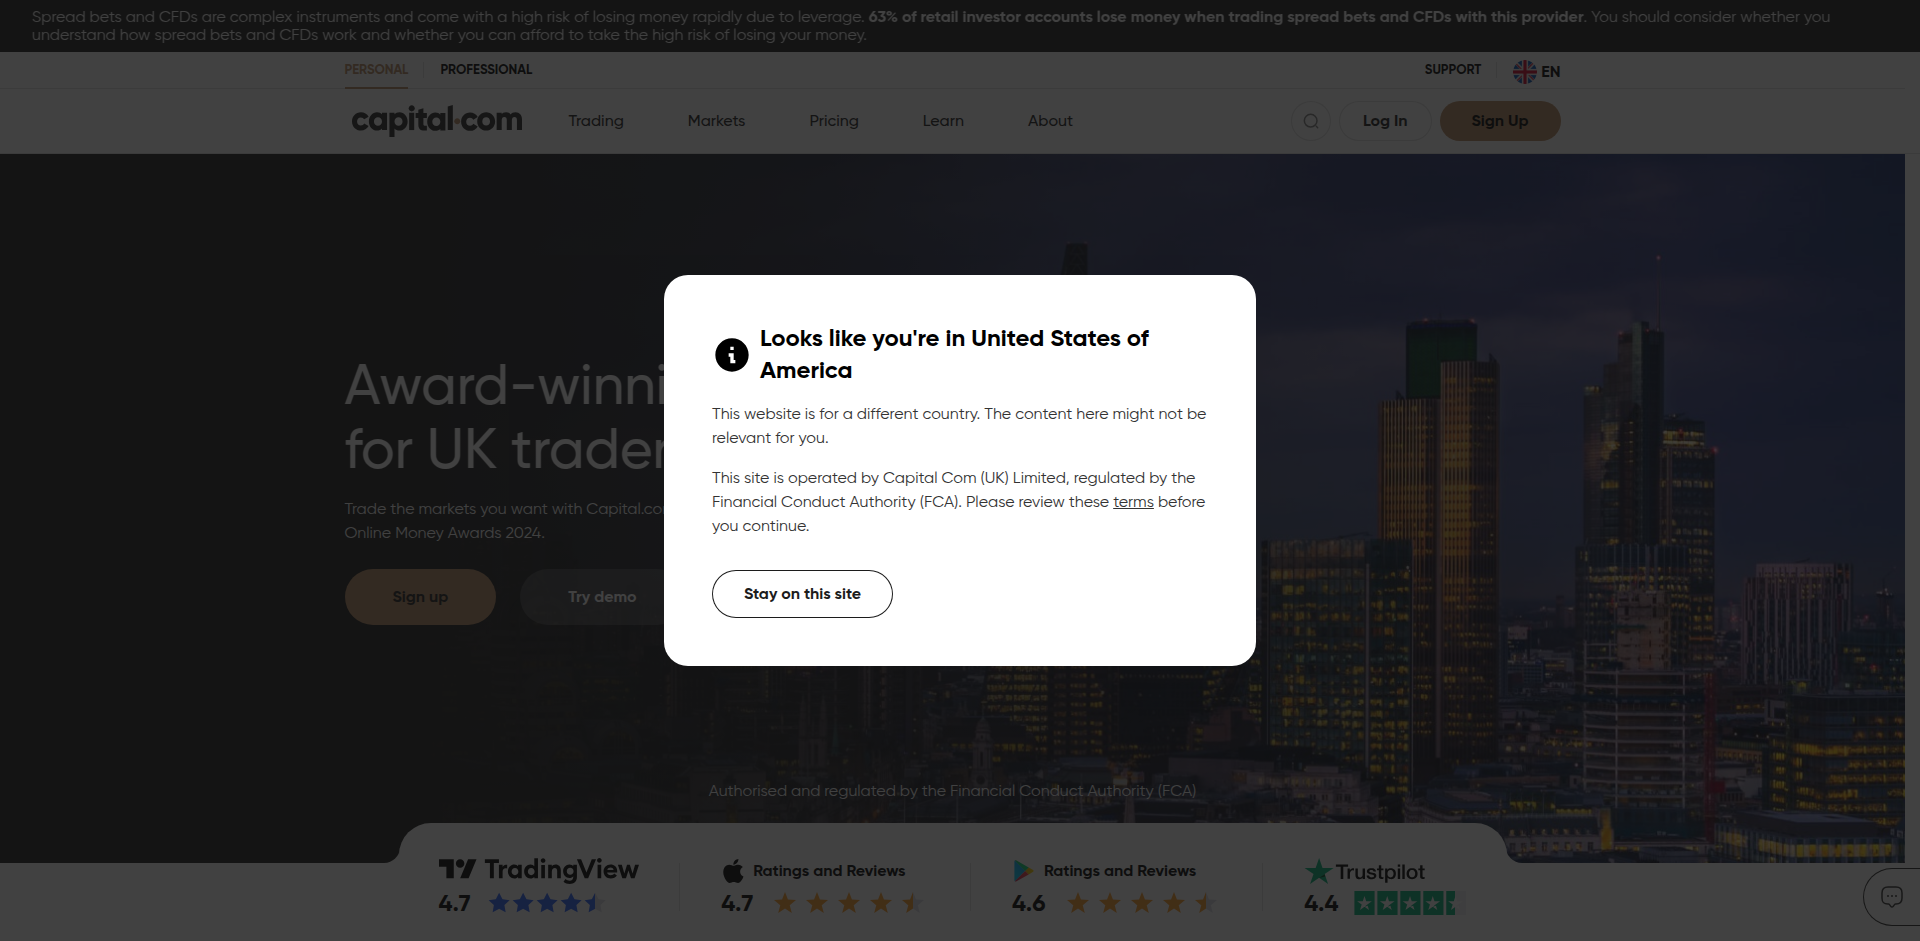 Spread bets and CFDs are complex instruments and come with a high risk of losing money rapidly due to leverage. 63% of retail investor accounts lose money when trading spread bets and CFDs with this provider. You should consider whether you
understand how spread bets and CFDs work and whether you can afford to take the high risk of losing your money.
PERSONAL PROFESSIONAL SUPPORT EN
capital.com Trading Markets Pricing Learn About Log In Sign Up
Looks like you're in United States of
America
This website is for a different country. The content here might not be
relevant for you.
This site is operated by Capital Com (UK) Limited, regulated by the
Financial Conduct Authority (FCA). Please review these terms before
you continue.
Stay on this site
Award-winni
for UK trader
Trade the markets you want with Capital.co
Online Money Awards 2024.
Sign up Try demo
Authorised and regulated by the Financial Conduct Authority (FCA)
TradingView Ratings and Reviews Ratings and Reviews Trustpilot
4.7 4.7 4.6 4.4